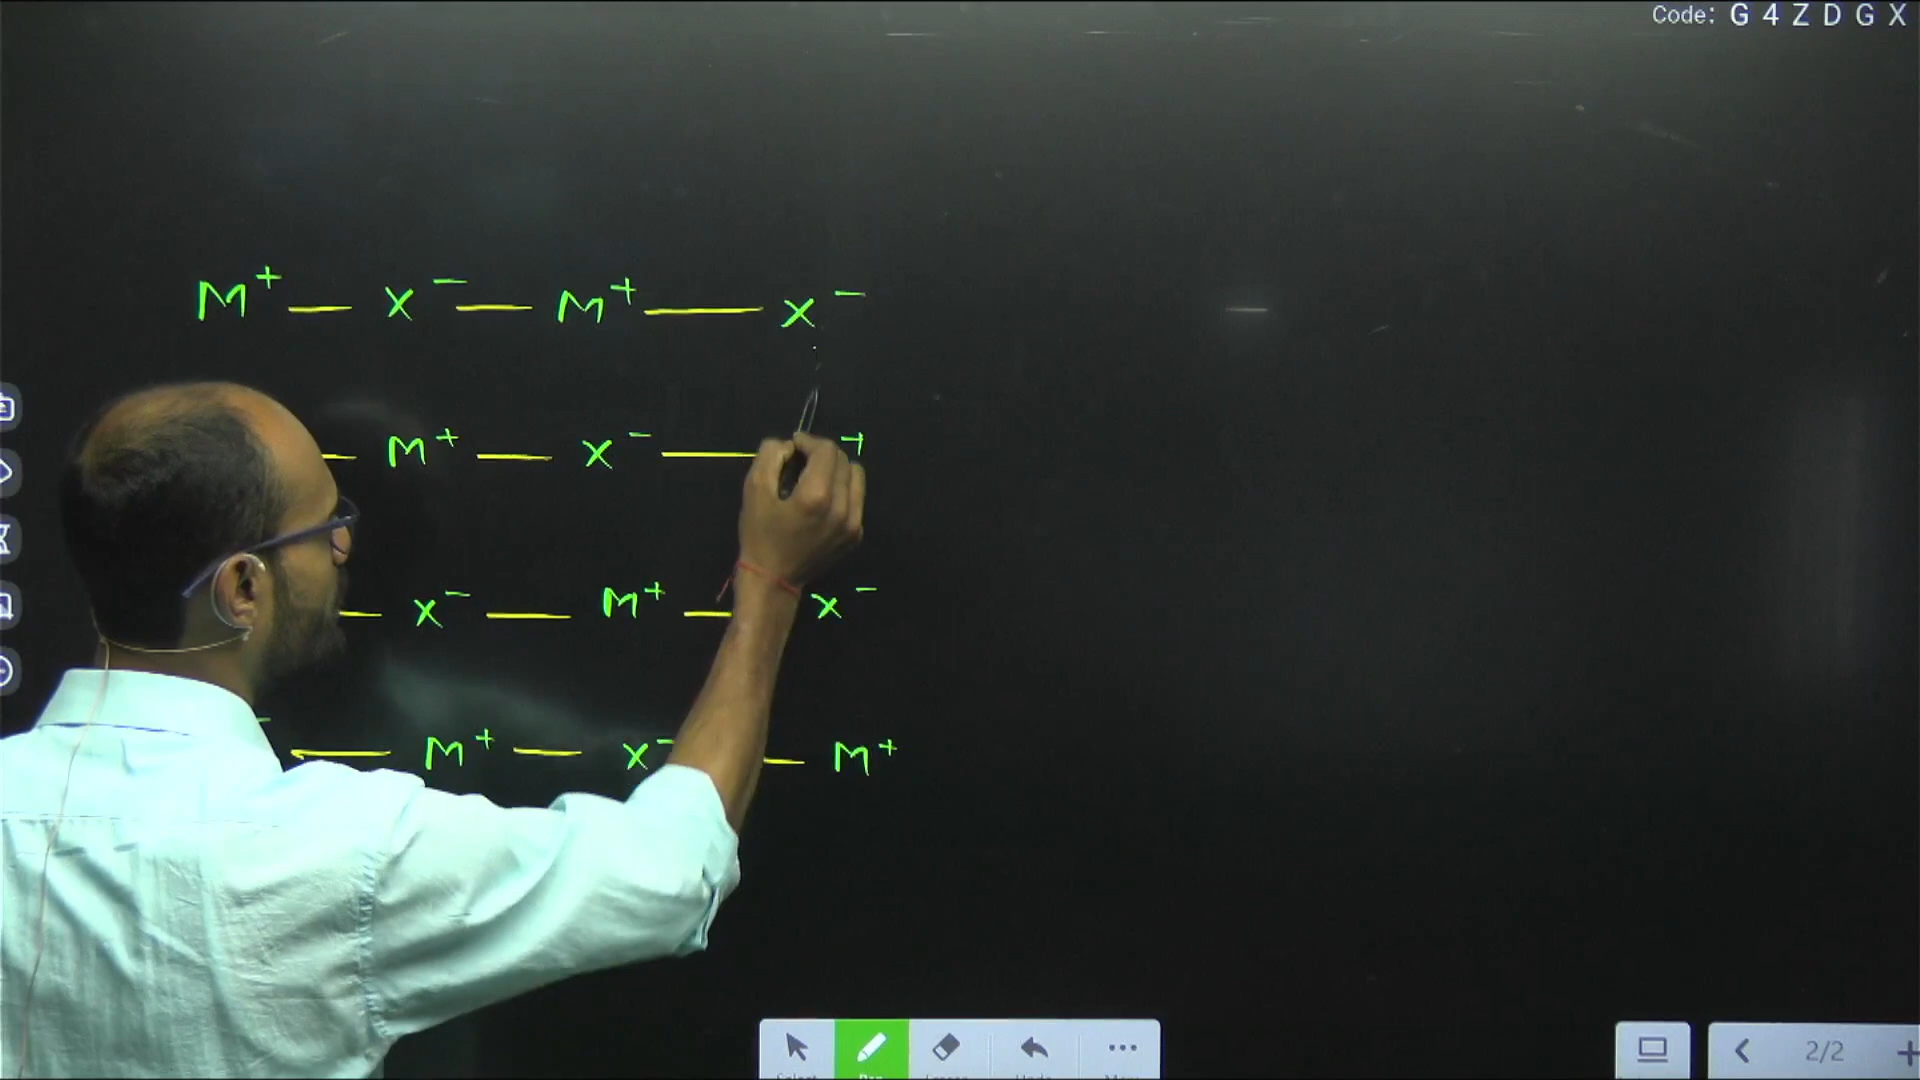 Code: G 4 Z D G X
M⁺ — X⁻ — M⁺ — X⁻
— M⁺ — X⁻ — ⁺
— X⁻ — M⁺ — X⁻
⁻ — M⁺ — X⁻ — M⁺
2/2